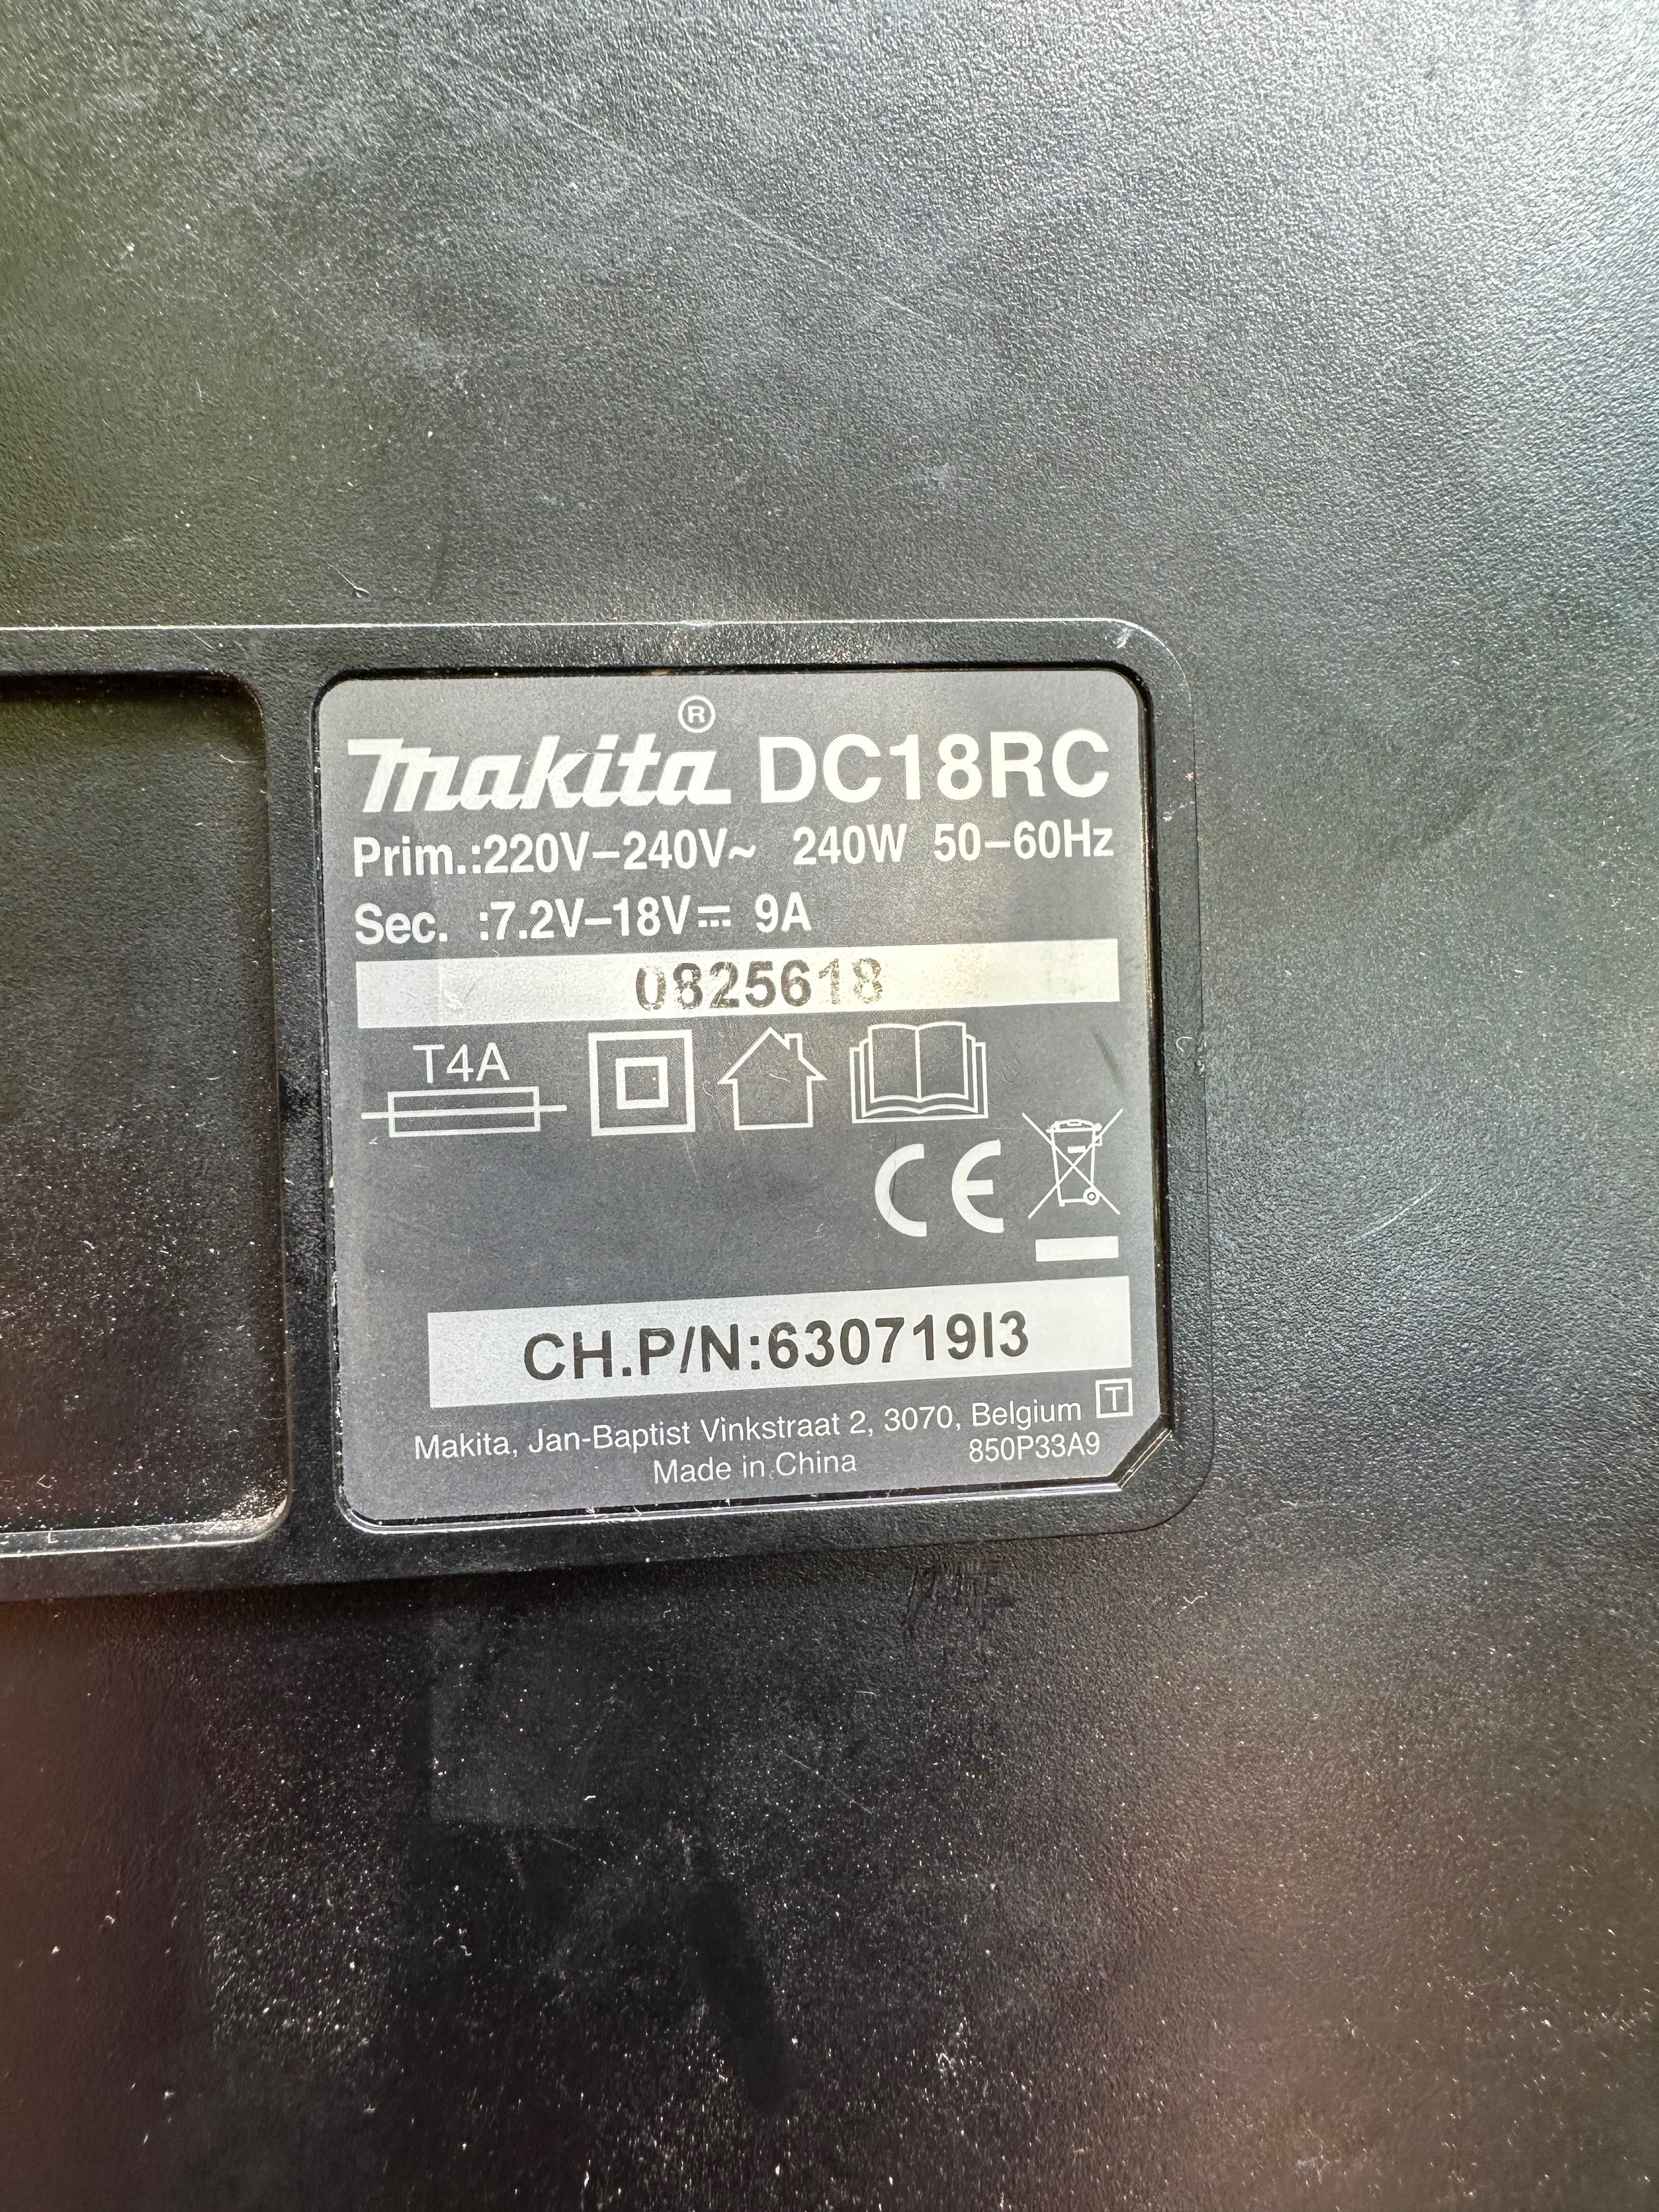 makita® DC18RC
Prim.:220V–240V~ 240W 50–60Hz
Sec. :7.2V–18V⎓ 9A
0825618
T4A
CE
CH.P/N:630719I3
Makita, Jan-Baptist Vinkstraat 2, 3070, Belgium T
Made in China 850P33A9